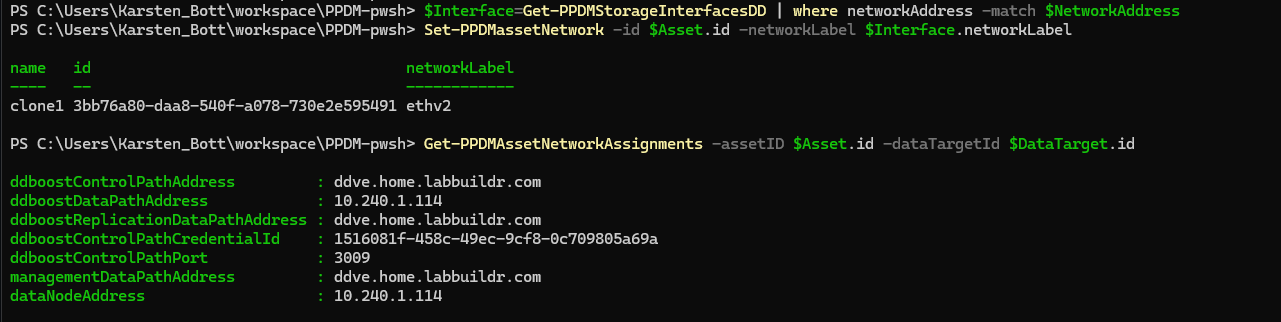 PS C:\Users\Karsten_Bott\workspace\PPDM-pwsh> $Interface=Get-PPDMStorageInterfacesDD | where networkAddress -match $NetworkAddress
PS C:\Users\Karsten_Bott\workspace\PPDM-pwsh> Set-PPDMassetNetwork -id $Asset.id -networkLabel $Interface.networkLabel
name   id                                   networkLabel
----   --                                   ------------
clone1 3bb76a80-daa8-540f-a078-730e2e595491 ethv2
PS C:\Users\Karsten_Bott\workspace\PPDM-pwsh> Get-PPDMAssetNetworkAssignments -assetID $Asset.id -dataTargetId $DataTarget.id
ddboostControlPathAddress         : ddve.home.labbuildr.com
ddboostDataPathAddress            : 10.240.1.114
ddboostReplicationDataPathAddress : ddve.home.labbuildr.com
ddboostControlPathCredentialId    : 1516081f-458c-49ec-9cf8-0c709805a69a
ddboostControlPathPort            : 3009
managementDataPathAddress         : ddve.home.labbuildr.com
dataNodeAddress                   : 10.240.1.114